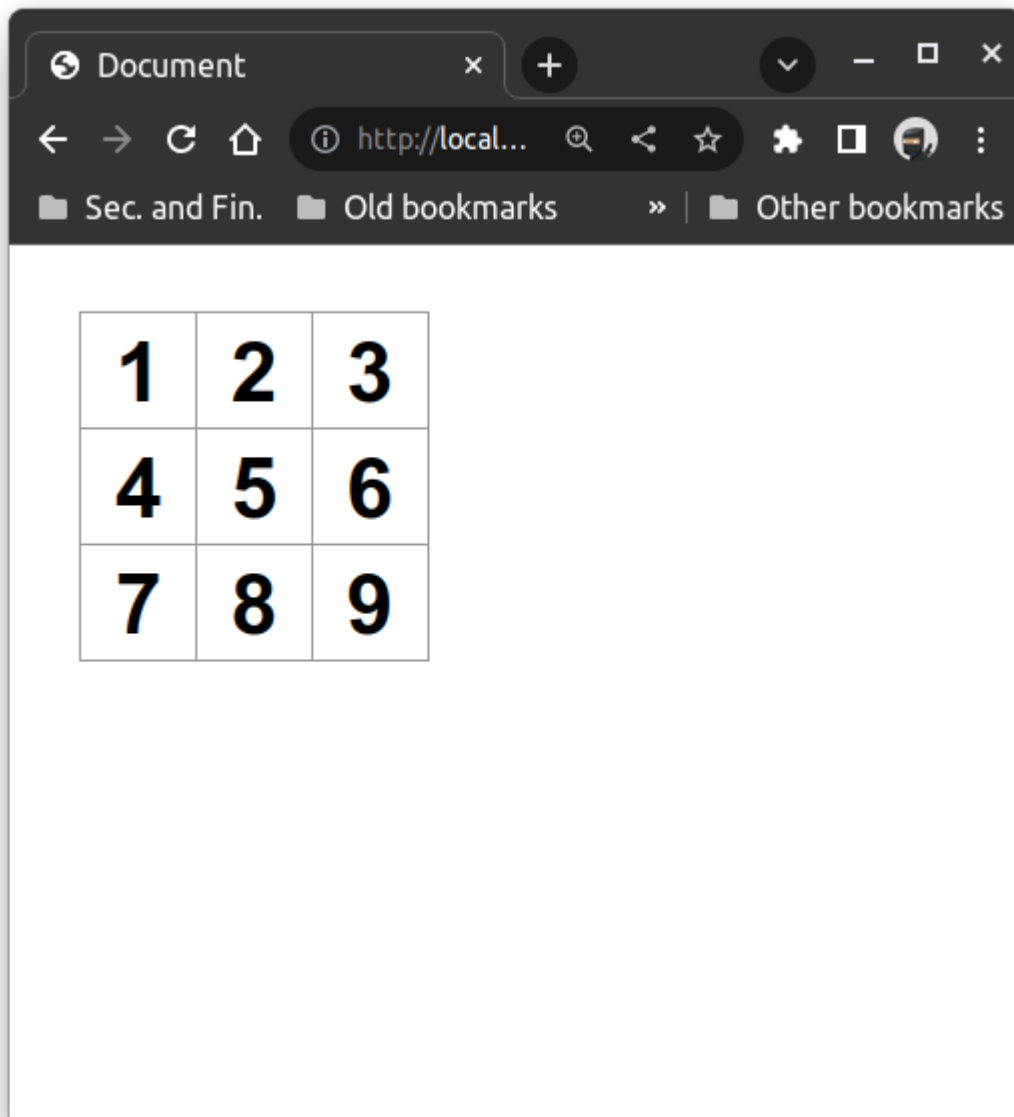 Document
http://local...
Sec. and Fin. Old bookmarks » Other bookmarks
1 2 3
4 5 6
7 8 9